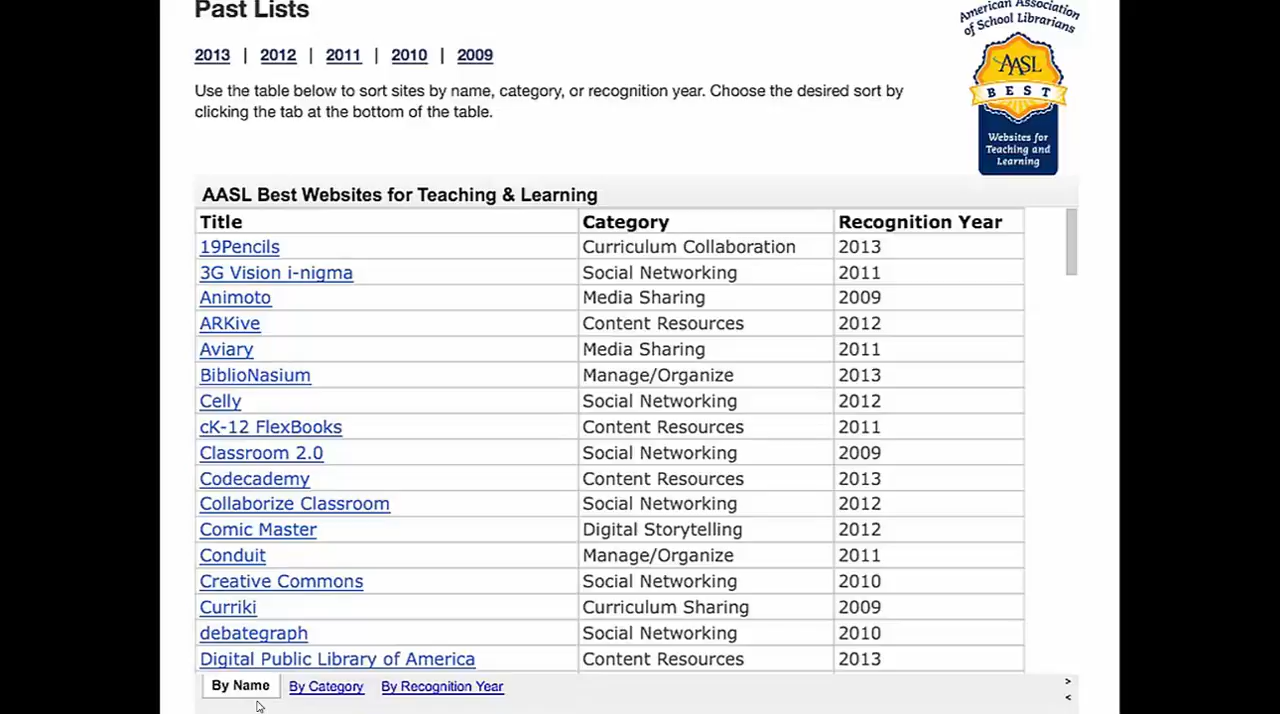 Past Lists
American Association
of School Librarians
2013 | 2012 | 2011 | 2010 | 2009
AASL
BEST
Use the table below to sort sites by name, category, or recognition year. Choose the desired sort by
clicking the tab at the bottom of the table.
Websites for
Teaching and
Learning
AASL Best Websites for Teaching & Learning
Title Category Recognition Year
19Pencils Curriculum Collaboration 2013
3G Vision i-nigma Social Networking 2011
Animoto Media Sharing 2009
ARKive Content Resources 2012
Aviary Media Sharing 2011
BiblioNasium Manage/Organize 2013
Celly Social Networking 2012
cK-12 FlexBooks Content Resources 2011
Classroom 2.0 Social Networking 2009
Codecademy Content Resources 2013
Collaborize Classroom Social Networking 2012
Comic Master Digital Storytelling 2012
Conduit Manage/Organize 2011
Creative Commons Social Networking 2010
Curriki Curriculum Sharing 2009
debategraph Social Networking 2010
Digital Public Library of America Content Resources 2013
By Name By Category By Recognition Year